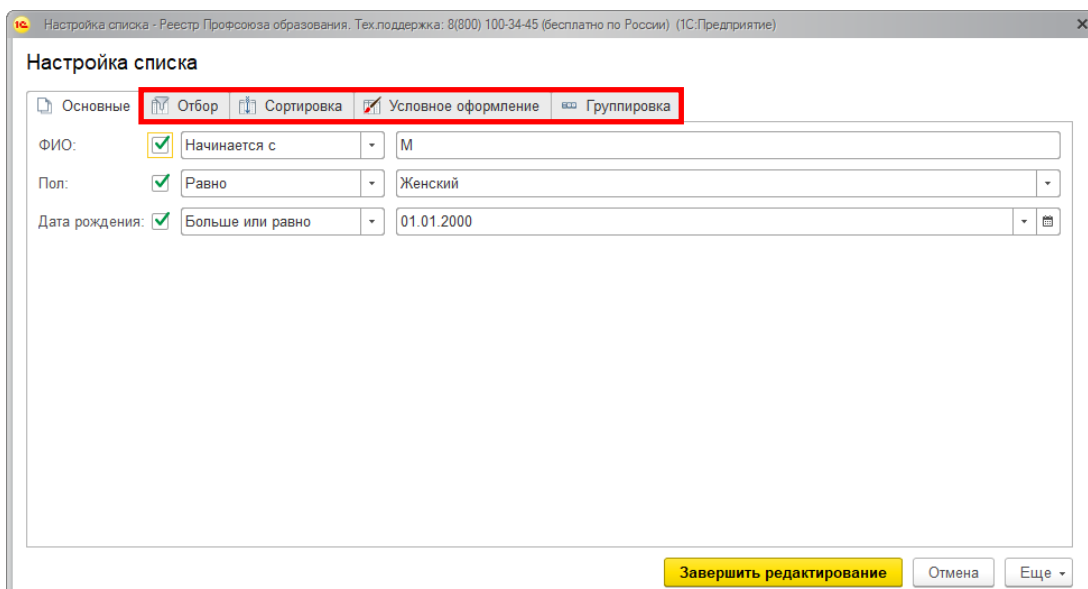 1С Настройка списка - Реестр Профсоюза образования. Тех.поддержка: 8(800) 100-34-45 (бесплатно по России) (1С:Предприятие)
Настройка списка
Основные Отбор Сортировка Условное оформление Группировка
ФИО: Начинается с М
Пол: Равно Женский
Дата рождения: Больше или равно 01.01.2000
Завершить редактирование Отмена Еще